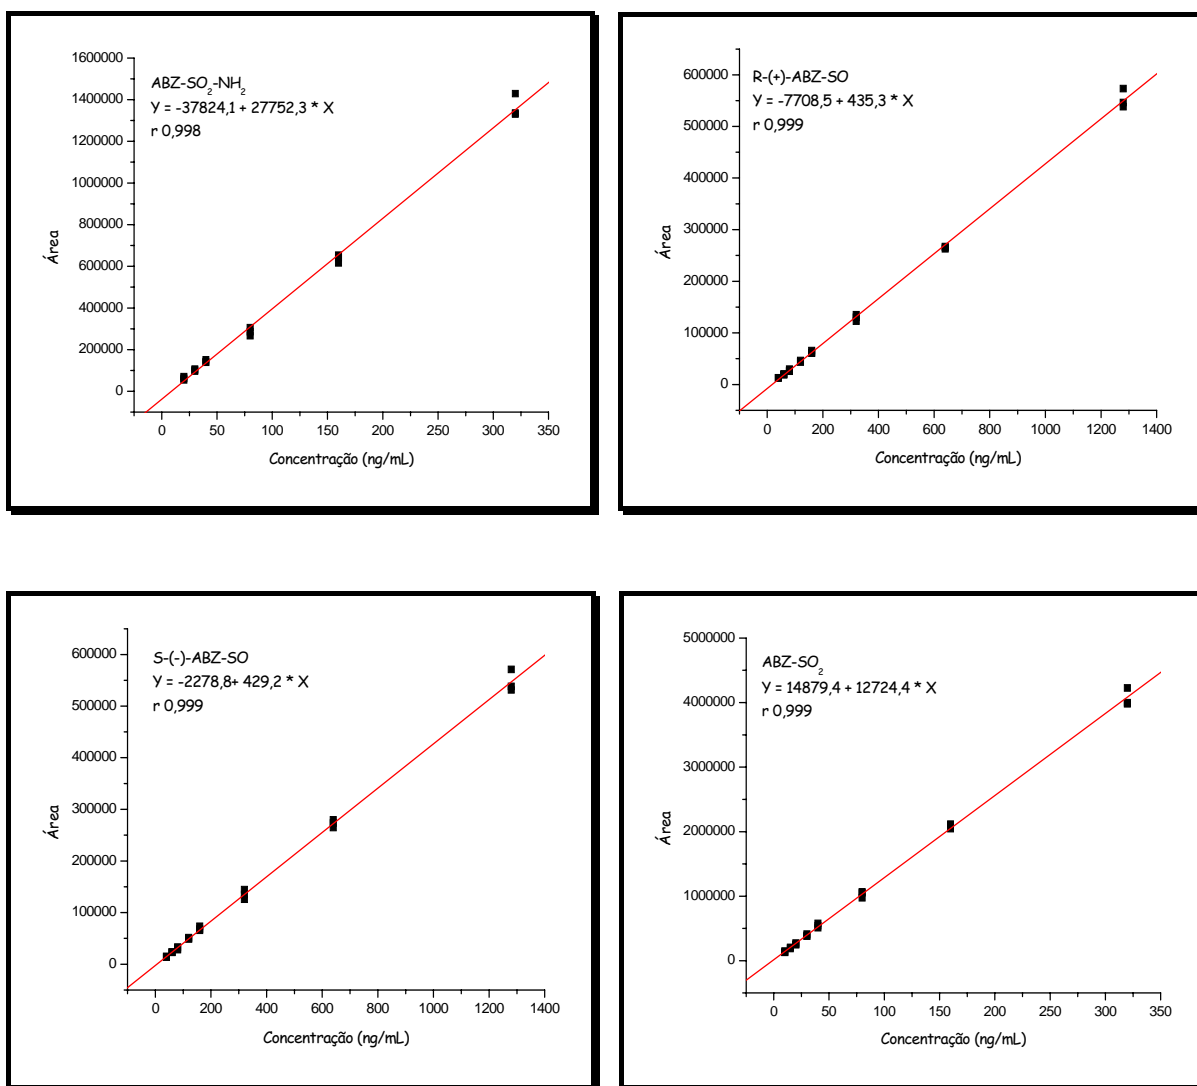 ABZ-SO₂-NH₂
Y = -37824,1 + 27752,3 * X
r 0,998
1600000
1400000
1200000
1000000
800000
600000
400000
200000
0
Área
0 50 100 150 200 250 300 350
Concentração (ng/mL)
R-(+)-ABZ-SO
Y = -7708,5 + 435,3 * X
r 0,999
600000
500000
400000
300000
200000
100000
0
Área
0 200 400 600 800 1000 1200 1400
Concentração (ng/mL)
S-(-)-ABZ-SO
Y = -2278,8+ 429,2 * X
r 0,999
600000
500000
400000
300000
200000
100000
0
Área
0 200 400 600 800 1000 1200 1400
Concentração (ng/mL)
ABZ-SO₂
Y = 14879,4 + 12724,4 * X
r 0,999
5000000
4000000
3000000
2000000
1000000
0
Área
0 50 100 150 200 250 300 350
Concentração (ng/mL)